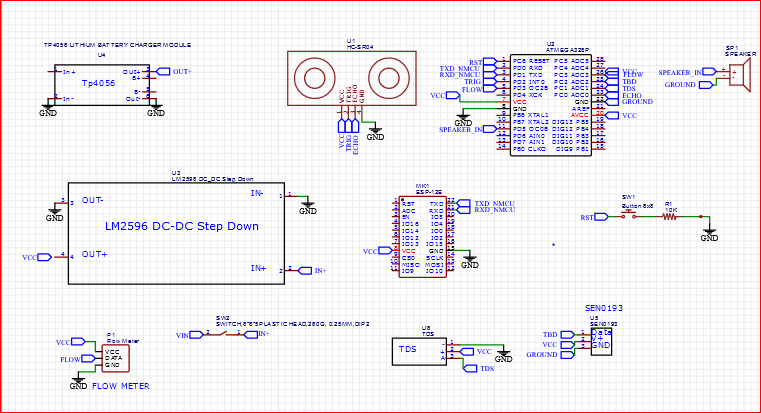 TP4056 LITHIUM BATTERY CHARGER MODULE
U4
In +
In -
Tp4056
OUT+
B+
B-
Out-
OUT+
GND
GND
U1
HC-SR04
VCC
TRIG
ECHO
GND
VCC
TRIG
ECHO
GND
U2
ATMEGA328P
RST
TXD_NMCU
RXD_NMCU
TRIG
FLOW
VCC
GND
SPEAKER_IN
PC6 RESET
PD0 RXD
PD1 TXD
PD2 INT0
PD3 OC2B
PD4 XCK
VCC
GND
PB6 XTAL1
PB7 XTAL2
PD5 OC0B
PD6 AIN0
PD7 AIN1
PB0 CLKO
PC5 ADC5
PC4 ADC4
PC3 ADC3
PC2 ADC2
PC1 ADC1
PC0 ADC0
GND
AREF
AVCC
DIG13 PB5
DIG12 PB4
DIG11 PB3
DIG10 PB2
DIG9 PB1
VCC
TBD
TDS
ECHO
GROUND
VCC
SP1
SPEAKER
SPEAKER_IN
GROUND
U3
LM2596 DC_DC Step Down
OUT-
IN-
LM2596 DC-DC Step Down
OUT+
IN+
GND
VCC
GND
IN+
MK1
ESP-12E
RST
ADC
EN
IO16
IO14
IO12
IO13
VCC
CS0
MISO
IO9
TXD
RXD
IO5
IO4
IO0
IO2
IO15
GND
SCLK
MOSI
IO10
TXD_NMCU
RXD_NMCU
VCC
GND
SW1
Button 6x6
RST
R1
10K
GND
P1
Flow Meter
VCC
FLOW
VCC
DATA
GND
GND
FLOW METER
SW2
SWITCH,6*6*5PLASTIC HEAD,260G, 0.25MM,DIP2
VIN
IN+
U6
TDS
TDS
-
+
A
GND
VCC
TDS
SEN0193
U5
SEN0193
TBD
VCC
GROUND
Data
V+
GND